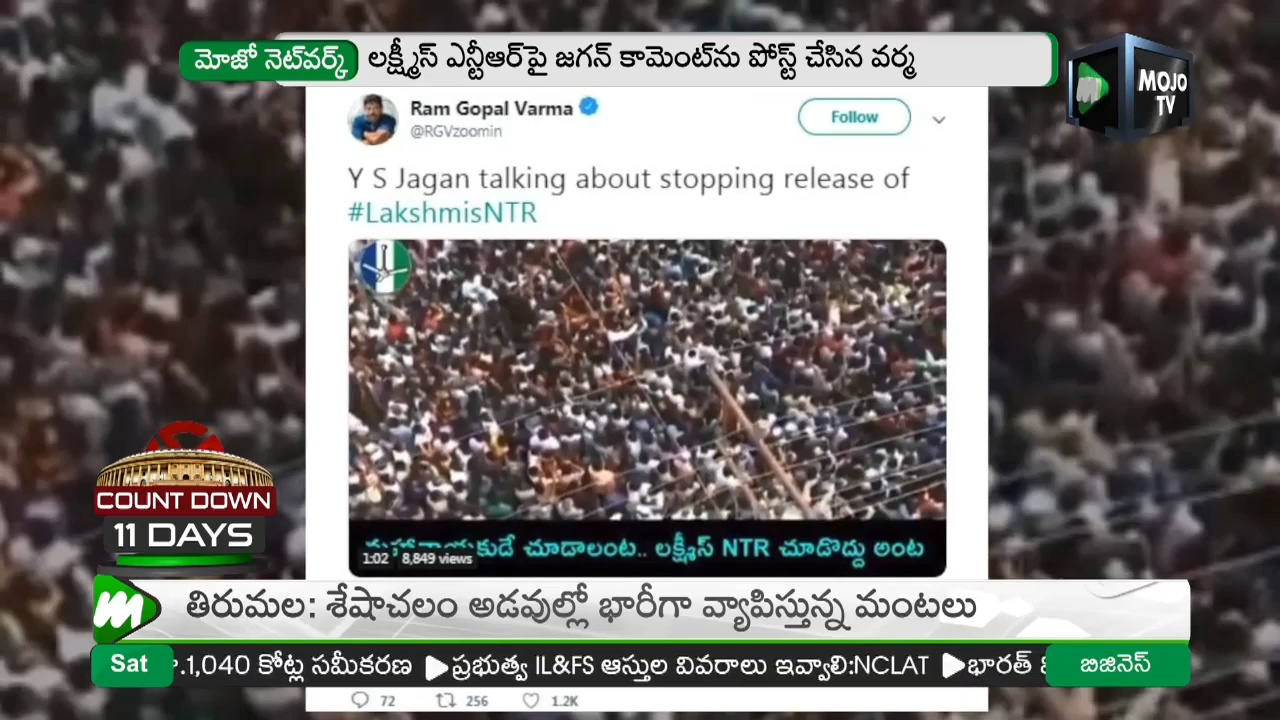 మోజో నెట్‌వర్క్ లక్ష్మీస్ ఎన్టీఆర్‌పై జగన్ కామెంట్‌ను పోస్ట్ చేసిన వర్మ
MOJO
TV
Ram Gopal Varma
@RGVzoomin
Follow
Y S Jagan talking about stopping release of
#LakshmisNTR
చూడాలంట.. లక్ష్మీస్ NTR చూడొద్దు అంట
1:02 8,849 views
COUNT DOWN
11 DAYS
తిరుమల: శేషాచలం అడవుల్లో భారీగా వ్యాపిస్తున్న మంటలు
Sat .1,040 కోట్ల సమీకరణ ప్రభుత్వ IL&FS ఆస్తుల వివరాలు ఇవ్వాలి:NCLAT భారత్ బిజినెస్
72 256 1.2K